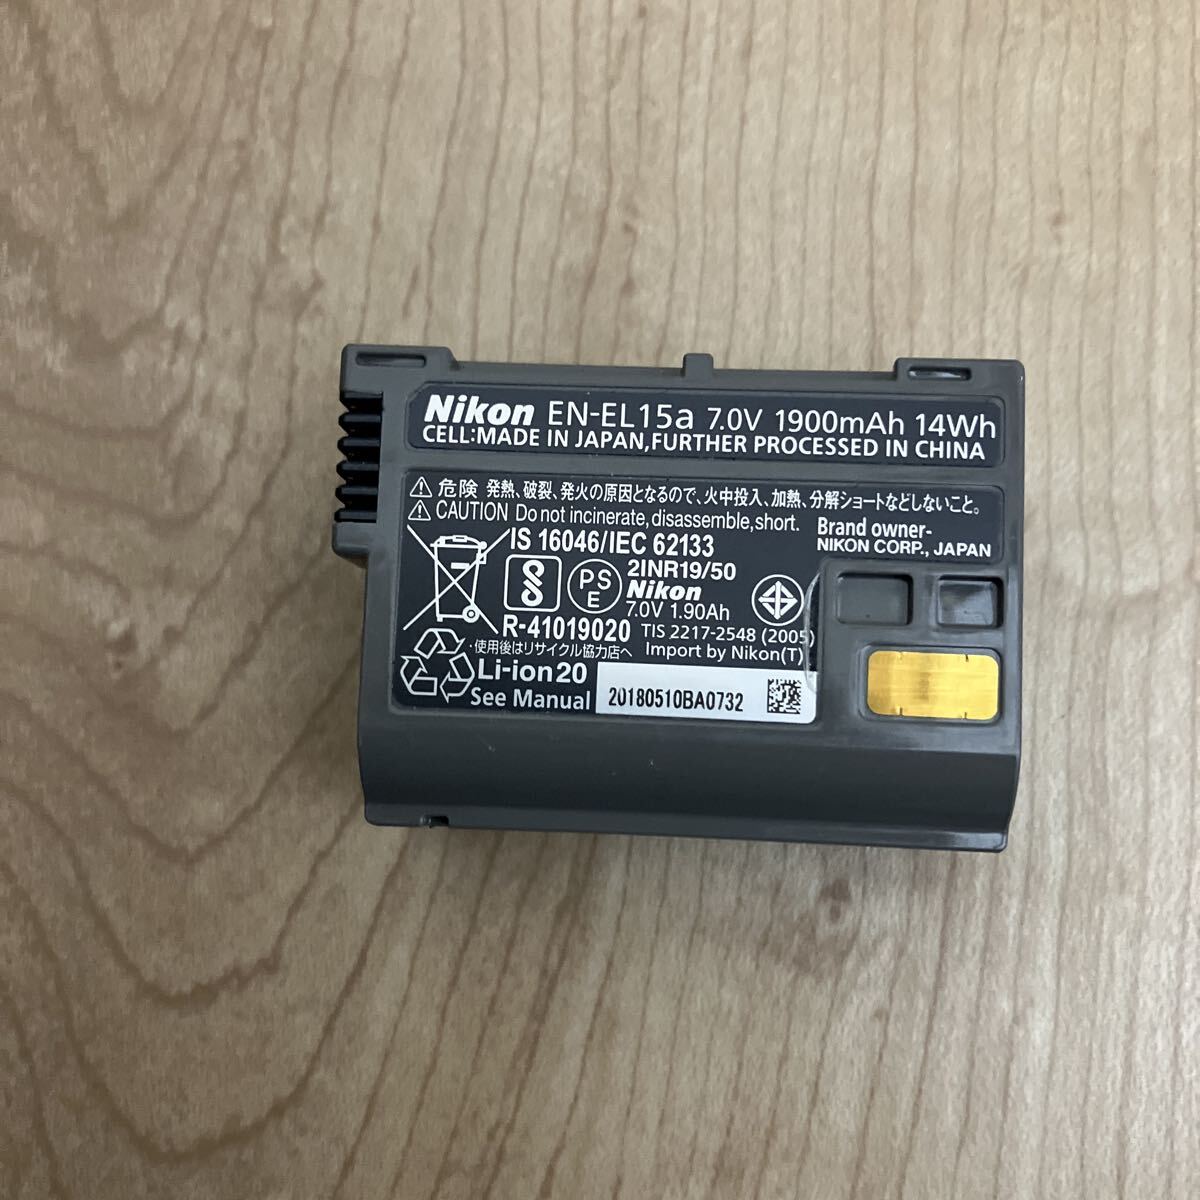 Nikon EN-EL15a 7.0V 1900mAh 14Wh
CELL:MADE IN JAPAN,FURTHER PROCESSED IN CHINA
危険 発熱、破裂、発火の原因となるので、火中投入、加熱、分解ショートなどしないこと。
CAUTION Do not incinerate, disassemble, short.
Brand owner-
NIKON CORP., JAPAN
IS 16046/IEC 62133
2INR19/50
PS
E
Nikon
7.0V 1.90Ah
R-41019020
TIS 2217-2548 (2005)
・使用後はリサイクル協力店へ
Import by Nikon(T)
Li-ion20
See Manual
20180510BA0732